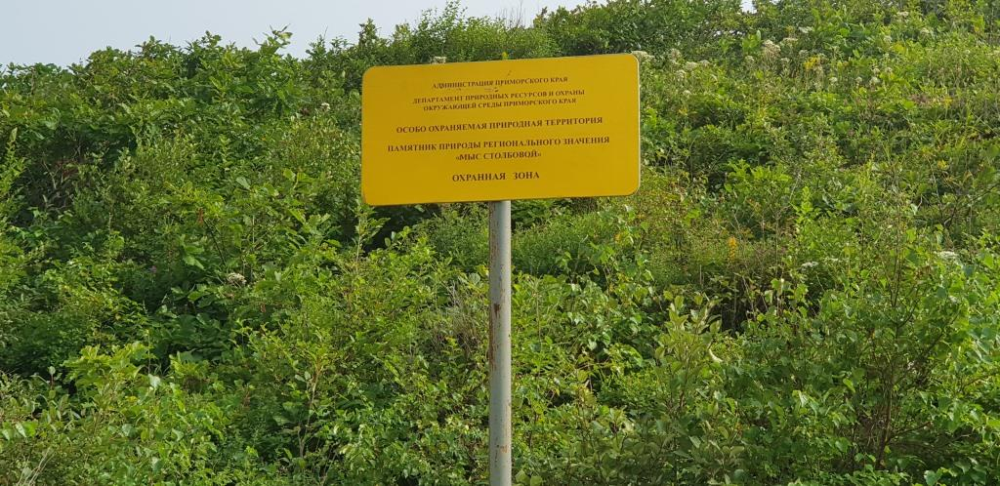 АДМИНИСТРАЦИЯ ПРИМОРСКОГО КРАЯ
ДЕПАРТАМЕНТ ПРИРОДНЫХ РЕСУРСОВ И ОХРАНЫ
ОКРУЖАЮЩЕЙ СРЕДЫ ПРИМОРСКОГО КРАЯ
ОСОБО ОХРАНЯЕМАЯ ПРИРОДНАЯ ТЕРРИТОРИЯ
ПАМЯТНИК ПРИРОДЫ РЕГИОНАЛЬНОГО ЗНАЧЕНИЯ
«МЫС СТОЛБОВОЙ»
ОХРАННАЯ ЗОНА